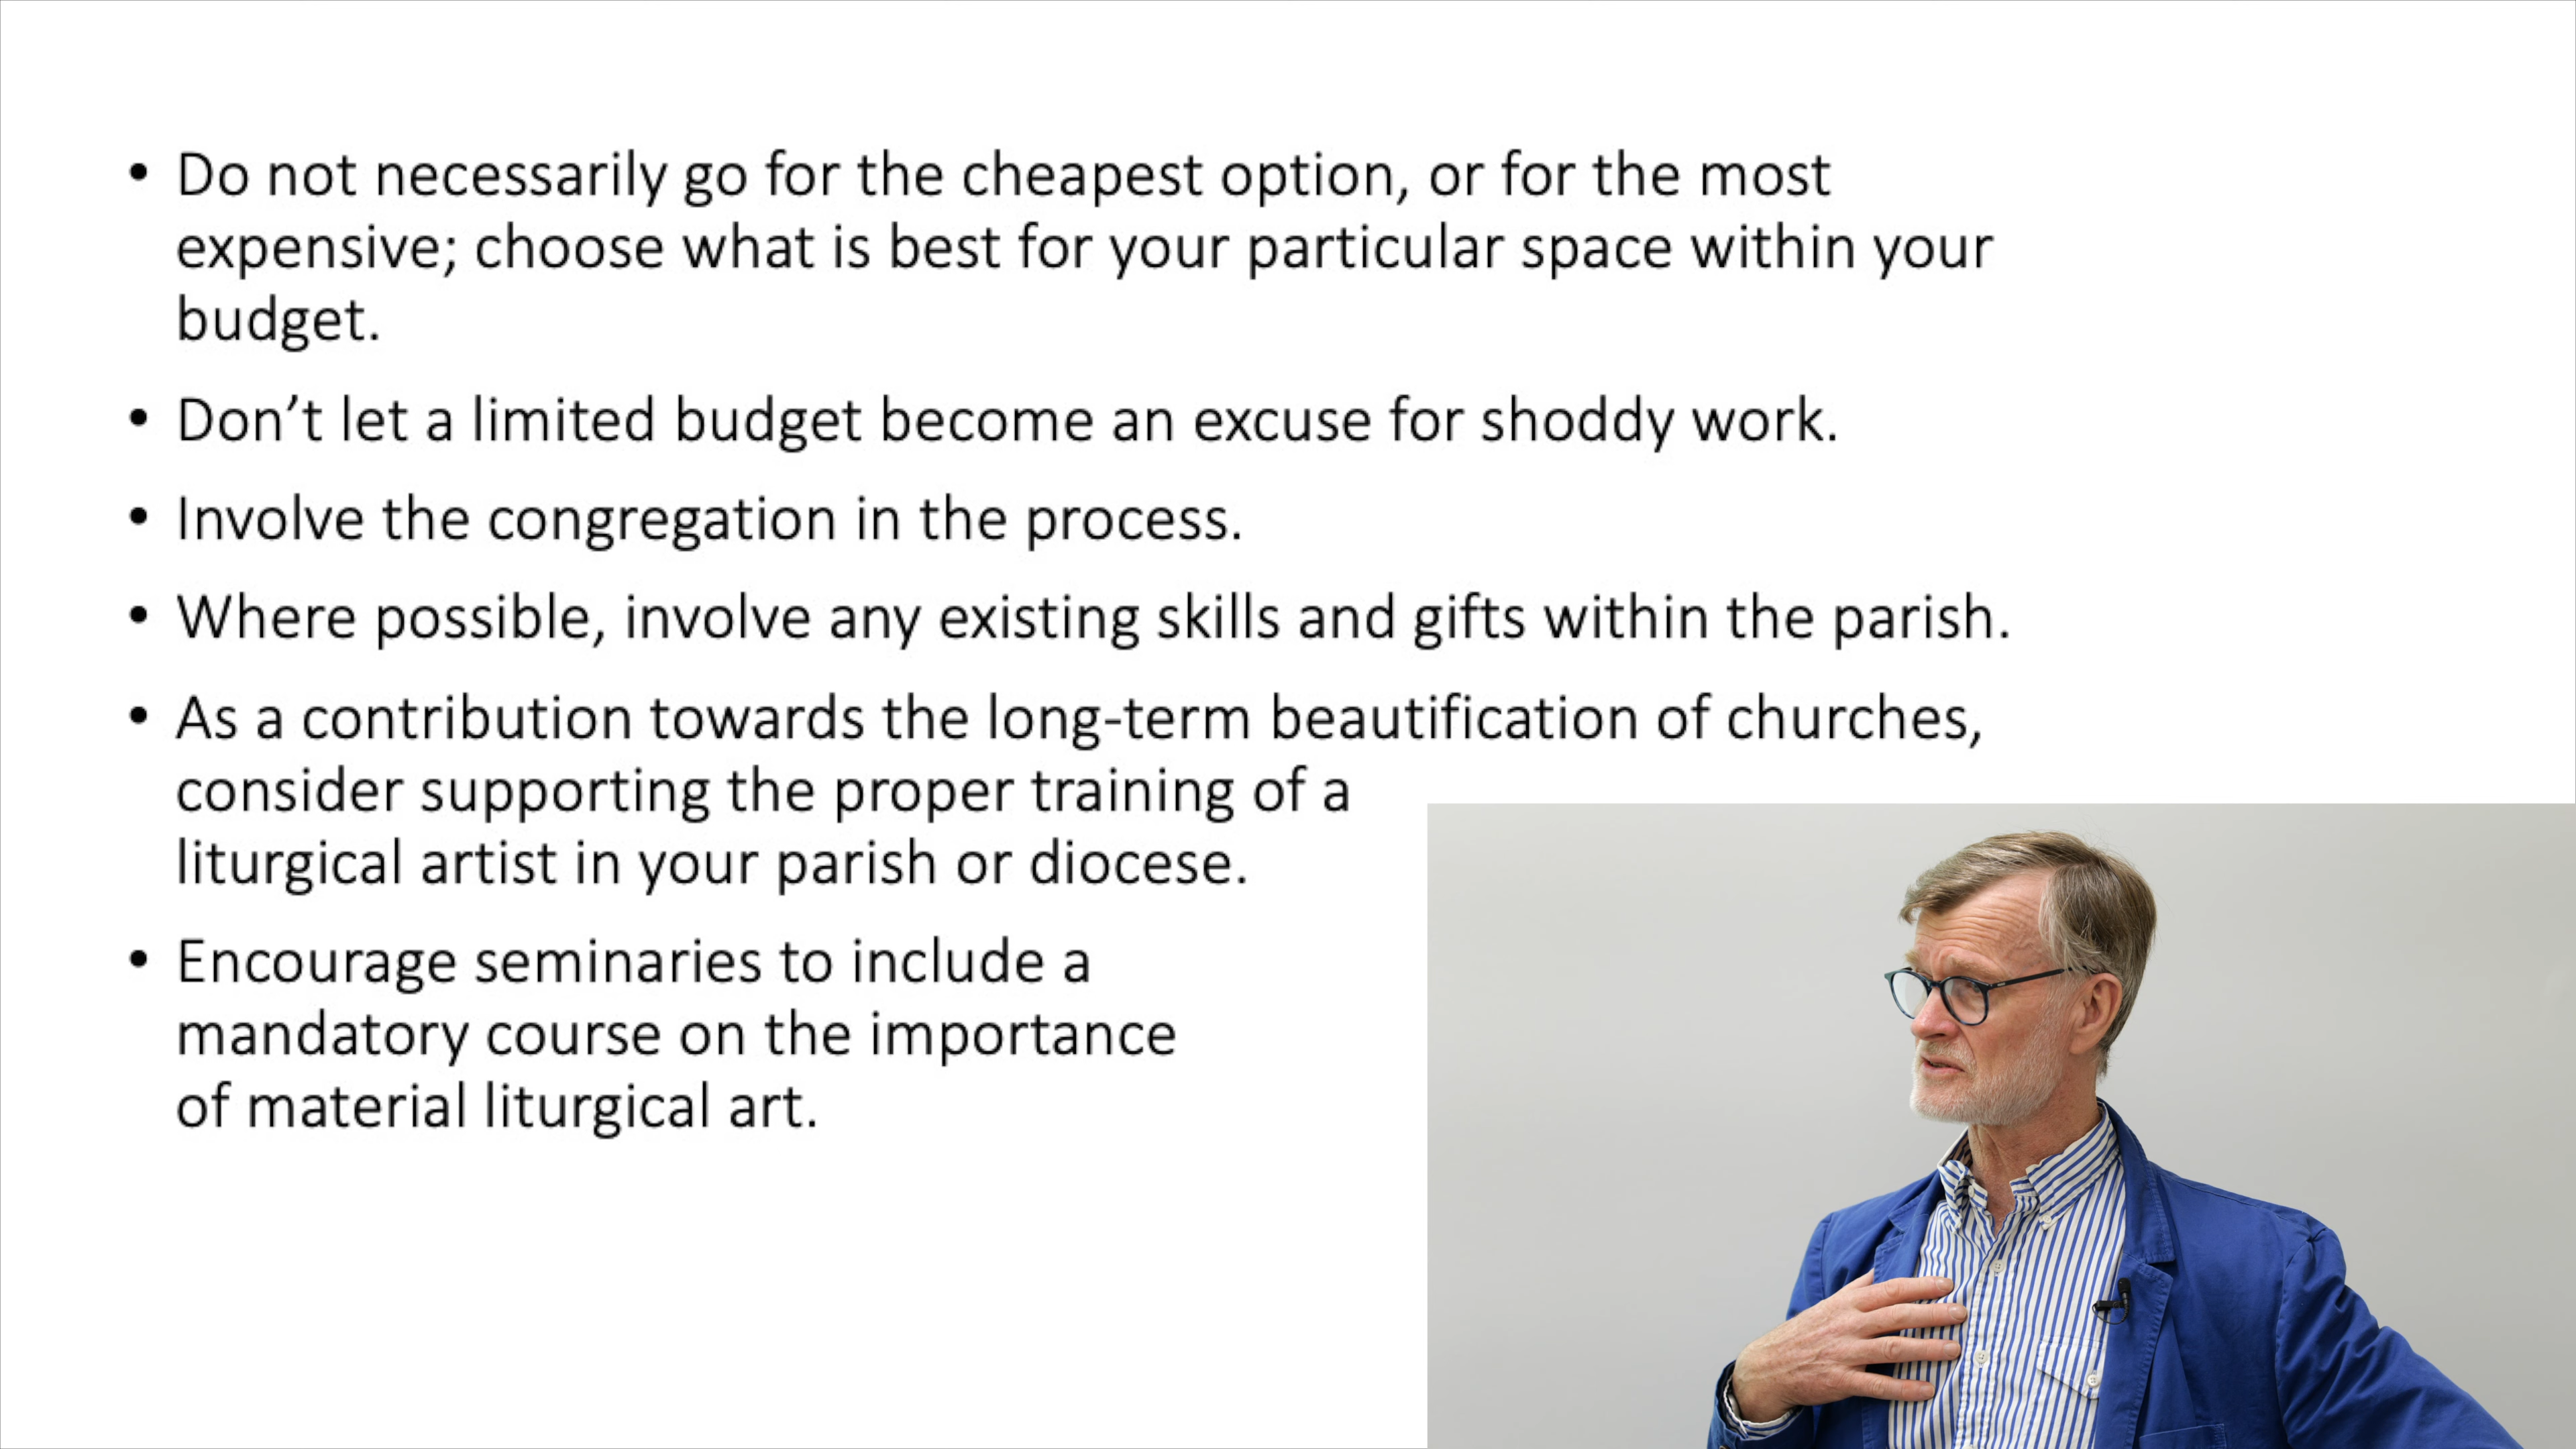 • Do not necessarily go for the cheapest option, or for the most
expensive; choose what is best for your particular space within your
budget.
• Don’t let a limited budget become an excuse for shoddy work.
• Involve the congregation in the process.
• Where possible, involve any existing skills and gifts within the parish.
• As a contribution towards the long-term beautification of churches,
consider supporting the proper training of a
liturgical artist in your parish or diocese.
• Encourage seminaries to include a
mandatory course on the importance
of material liturgical art.